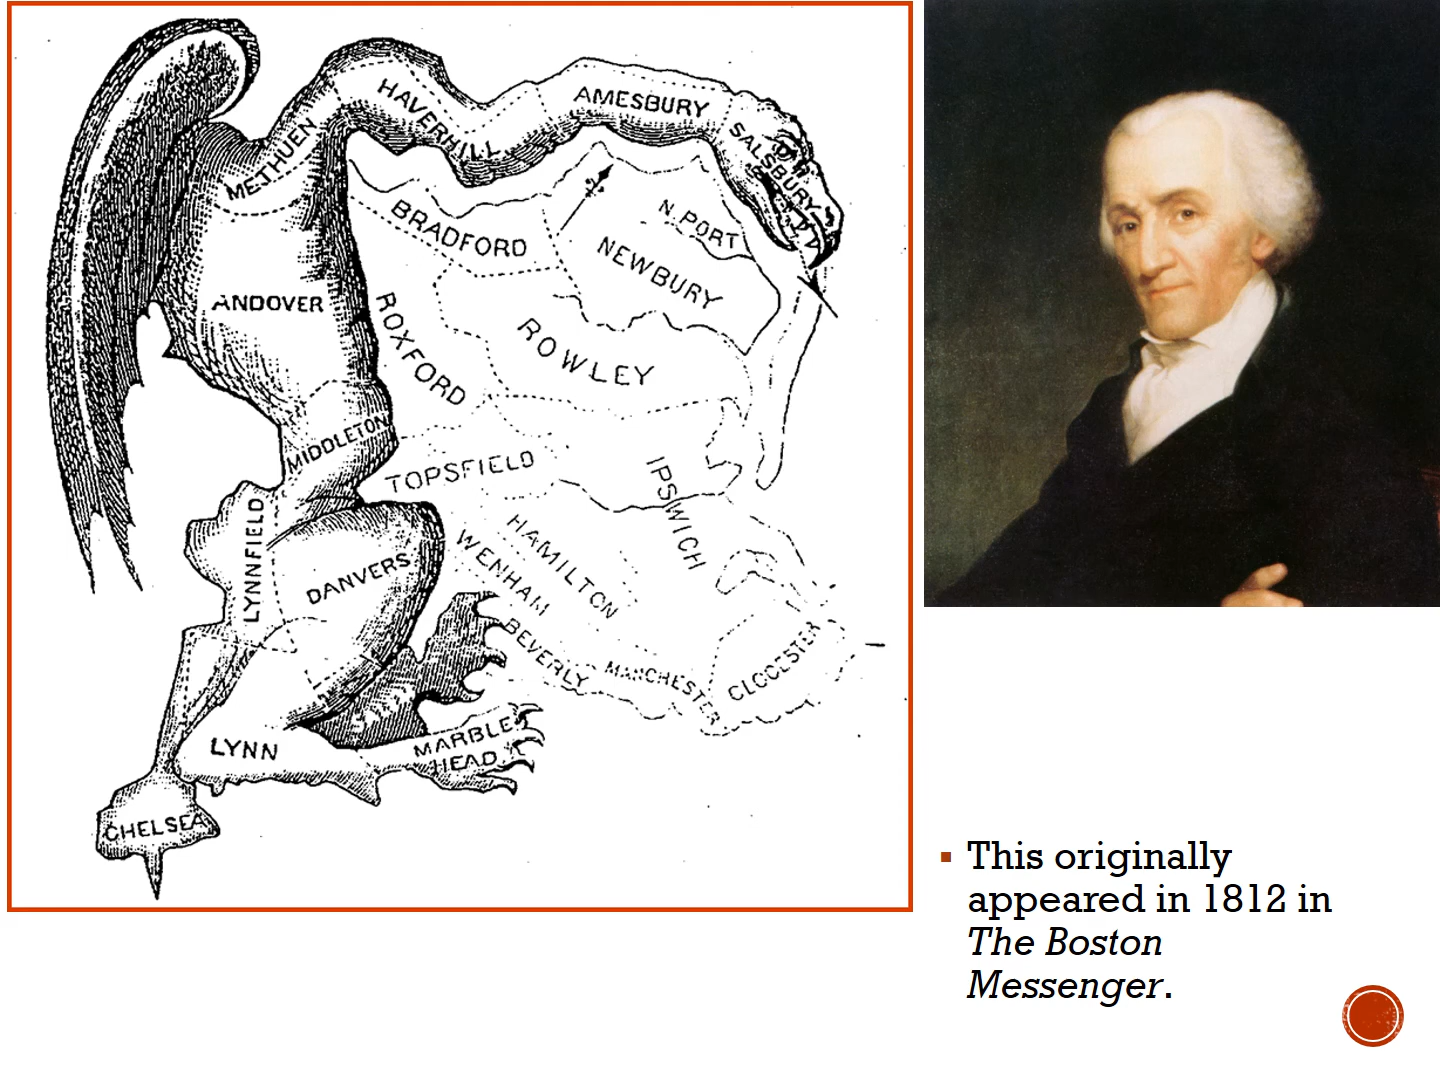 HAVERHILL
AMESBURY
SALSBURY
METHUEN
BRADFORD
N. PORT
NEWBURY
ANDOVER
ROXFORD
ROWLEY
MIDDLETON
TOPSFIELD
IPSWICH
LYNNFIELD
DANVERS
HAMILTON
WENHAM
BEVERLY
MANCHESTER
GLOCESTER
LYNN
MARBLE
HEAD
CHELSEA
This originally
appeared in 1812 in
The Boston
Messenger.